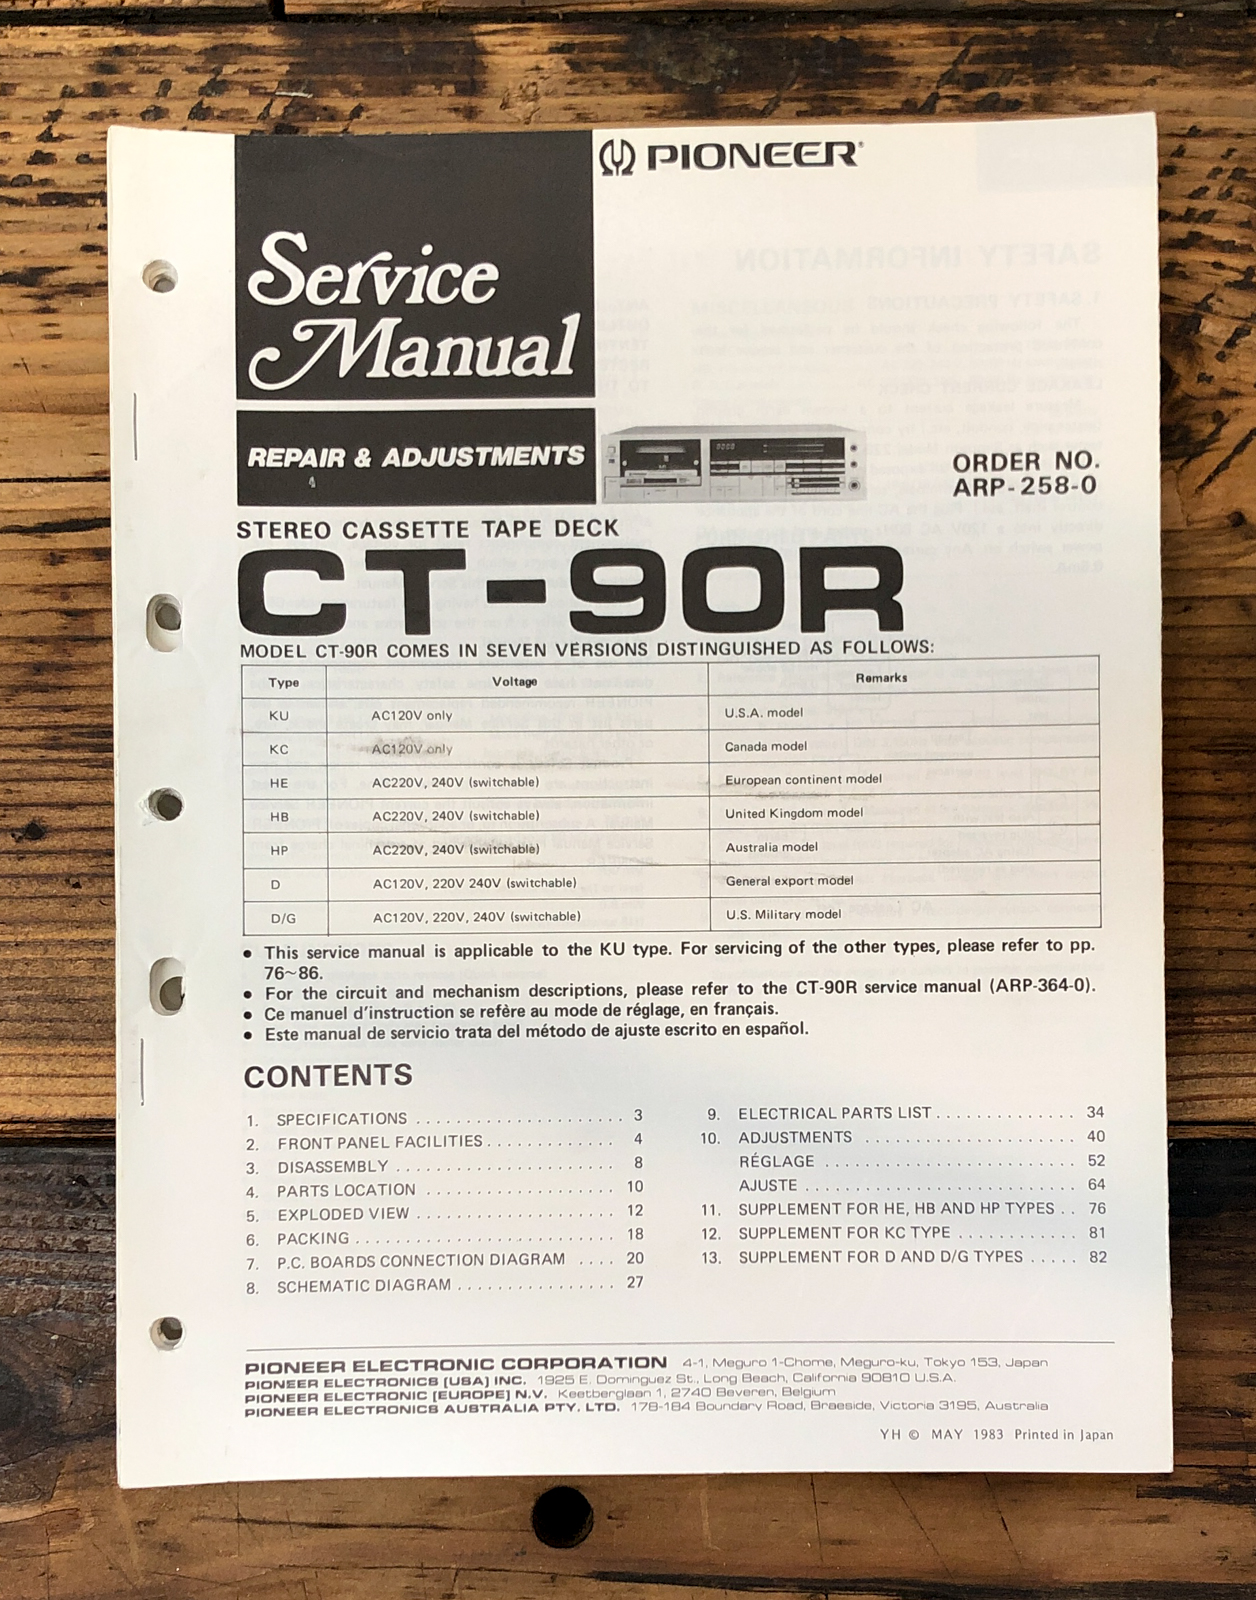 PIONEER
Service
Manual
REPAIR & ADJUSTMENTS
ORDER NO.
ARP-258-0
STEREO CASSETTE TAPE DECK
CT-90R
MODEL CT-90R COMES IN SEVEN VERSIONS DISTINGUISHED AS FOLLOWS:
Type Voltage Remarks
KU AC120V only U.S.A. model
KC AC120V only Canada model
HE AC220V, 240V (switchable) European continent model
HB AC220V, 240V (switchable) United Kingdom model
HP AC220V, 240V (switchable) Australia model
D AC120V, 220V 240V (switchable) General export model
D/G AC120V, 220V, 240V (switchable) U.S. Military model
● This service manual is applicable to the KU type. For servicing of the other types, please refer to pp.
76~86.
● For the circuit and mechanism descriptions, please refer to the CT-90R service manual (ARP-364-0).
● Ce manuel d'instruction se refère au mode de réglage, en français.
● Este manual de servicio trata del método de ajuste escrito en español.
CONTENTS
1. SPECIFICATIONS . . . . . . . . . . . . . . . . . . . . . 3
2. FRONT PANEL FACILITIES . . . . . . . . . . . . . 4
3. DISASSEMBLY . . . . . . . . . . . . . . . . . . . . . . 8
4. PARTS LOCATION . . . . . . . . . . . . . . . . . . . 10
5. EXPLODED VIEW . . . . . . . . . . . . . . . . . . . . 12
6. PACKING . . . . . . . . . . . . . . . . . . . . . . . . . . 18
7. P.C. BOARDS CONNECTION DIAGRAM . . . . 20
8. SCHEMATIC DIAGRAM . . . . . . . . . . . . . . . . 27
9. ELECTRICAL PARTS LIST . . . . . . . . . . . . . . 34
10. ADJUSTMENTS . . . . . . . . . . . . . . . . . . . . . 40
RÉGLAGE . . . . . . . . . . . . . . . . . . . . . . . . . 52
AJUSTE . . . . . . . . . . . . . . . . . . . . . . . . . . . 64
11. SUPPLEMENT FOR HE, HB AND HP TYPES . . 76
12. SUPPLEMENT FOR KC TYPE . . . . . . . . . . . . 81
13. SUPPLEMENT FOR D AND D/G TYPES . . . . . 82
PIONEER ELECTRONIC CORPORATION 4-1, Meguro 1-Chome, Meguro-ku, Tokyo 153, Japan
PIONEER ELECTRONICS (USA) INC. 1925 E. Dominguez St., Long Beach, California 90810 U.S.A.
PIONEER ELECTRONIC (EUROPE) N.V. Keetberglaan 1, 2740 Beveren, Belgium
PIONEER ELECTRONICS AUSTRALIA PTY. LTD. 178-184 Boundary Road, Braeside, Victoria 3195, Australia
YH © MAY 1983 Printed in Japan